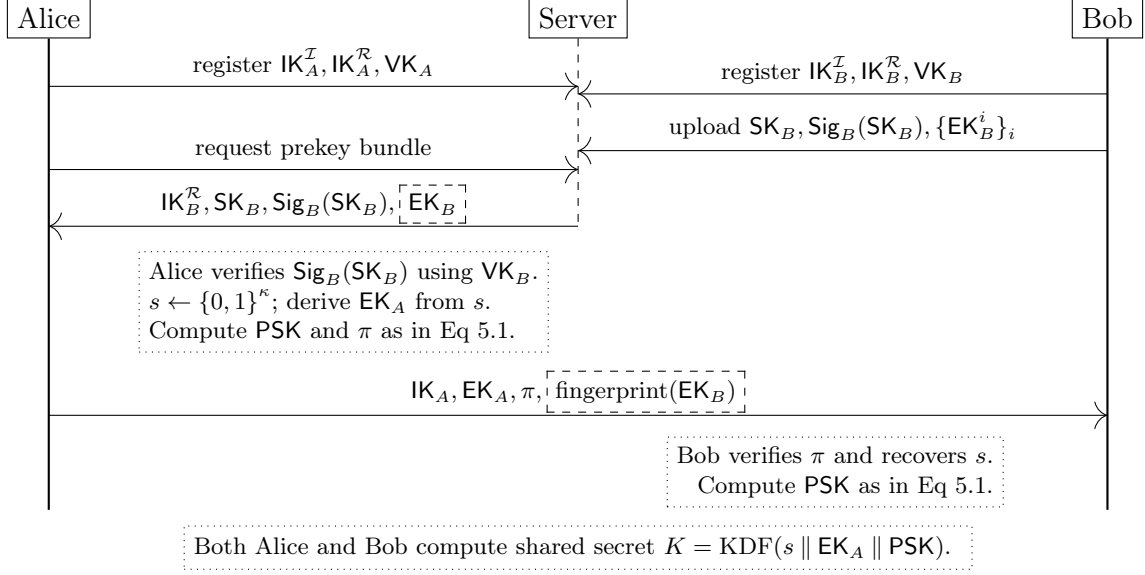 Alice Server Bob
register IK_A^I, IK_A^R, VK_A
register IK_B^I, IK_B^R, VK_B
upload SK_B, Sig_B(SK_B), {EK_B^i}_i
request prekey bundle
IK_B^R, SK_B, Sig_B(SK_B), EK_B
Alice verifies Sig_B(SK_B) using VK_B.
s ← {0, 1}^κ; derive EK_A from s.
Compute PSK and π as in Eq 5.1.
IK_A, EK_A, π, fingerprint(EK_B)
Bob verifies π and recovers s.
Compute PSK as in Eq 5.1.
Both Alice and Bob compute shared secret K = KDF(s ∥ EK_A ∥ PSK).